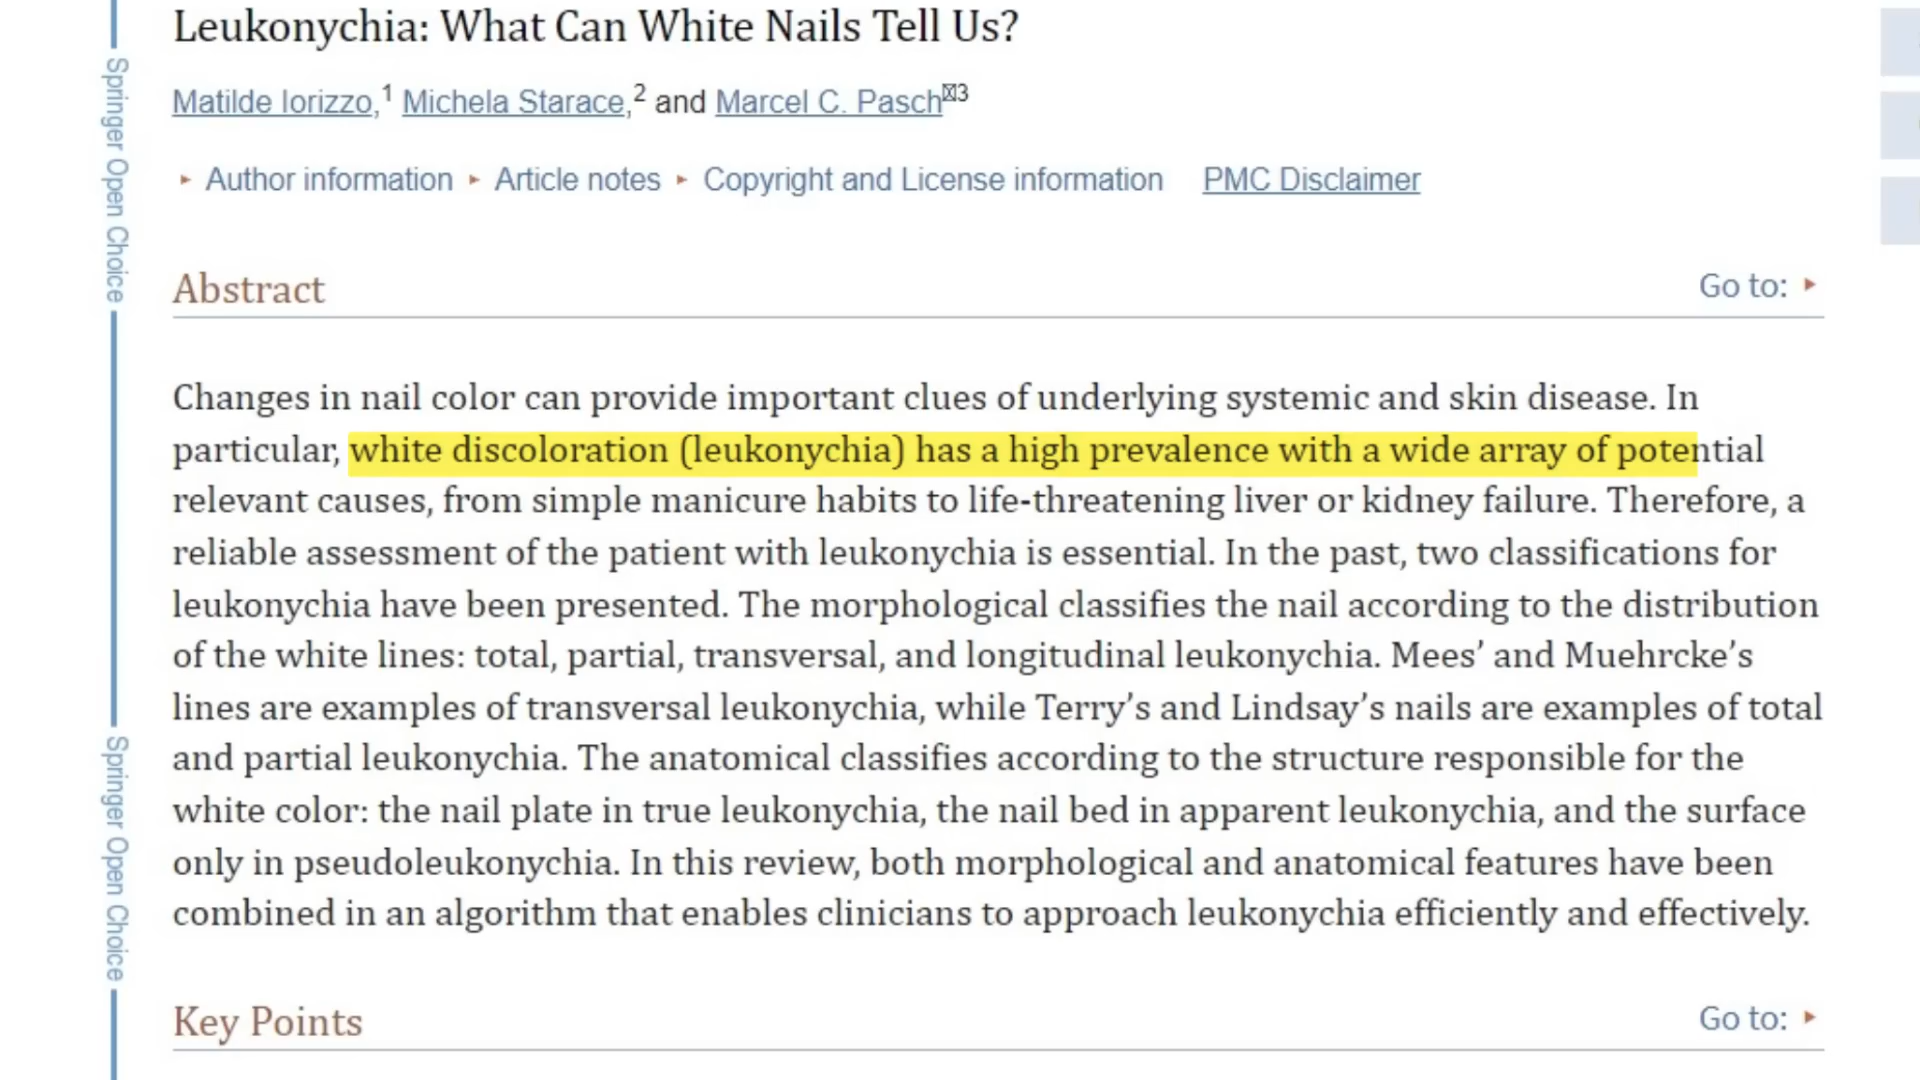 Leukonychia: What Can White Nails Tell Us?
Matilde Iorizzo,1 Michela Starace,2 and Marcel C. Pasch☒3
▸ Author information ▸ Article notes ▸ Copyright and License information PMC Disclaimer
Springer Open Choice
Abstract
Go to: ▸
Changes in nail color can provide important clues of underlying systemic and skin disease. In
particular, white discoloration (leukonychia) has a high prevalence with a wide array of potential
relevant causes, from simple manicure habits to life-threatening liver or kidney failure. Therefore, a
reliable assessment of the patient with leukonychia is essential. In the past, two classifications for
leukonychia have been presented. The morphological classifies the nail according to the distribution
of the white lines: total, partial, transversal, and longitudinal leukonychia. Mees’ and Muehrcke’s
lines are examples of transversal leukonychia, while Terry’s and Lindsay’s nails are examples of total
and partial leukonychia. The anatomical classifies according to the structure responsible for the
white color: the nail plate in true leukonychia, the nail bed in apparent leukonychia, and the surface
only in pseudoleukonychia. In this review, both morphological and anatomical features have been
combined in an algorithm that enables clinicians to approach leukonychia efficiently and effectively.
Springer Open Choice
Key Points
Go to: ▸